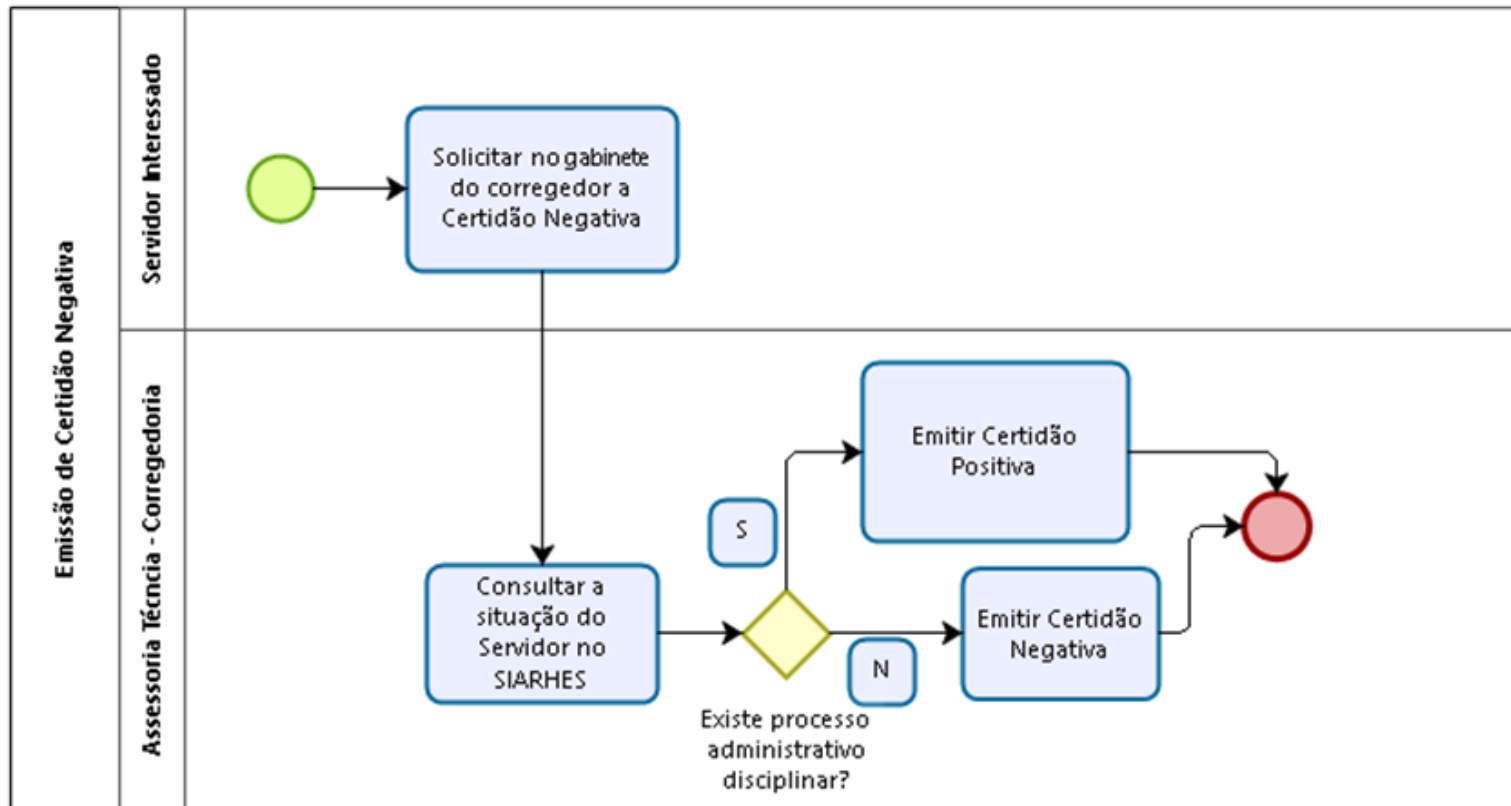 Emissão de Certidão Negativa
Servidor Interessado
Solicitar no gabinete
do corregedor a
Certidão Negativa
Assessoria Técncia - Corregedoria
Consultar a
situação do
Servidor no
SIARHES
Existe processo
administrativo
disciplinar?
S
Emitir Certidão
Positiva
N
Emitir Certidão
Negativa